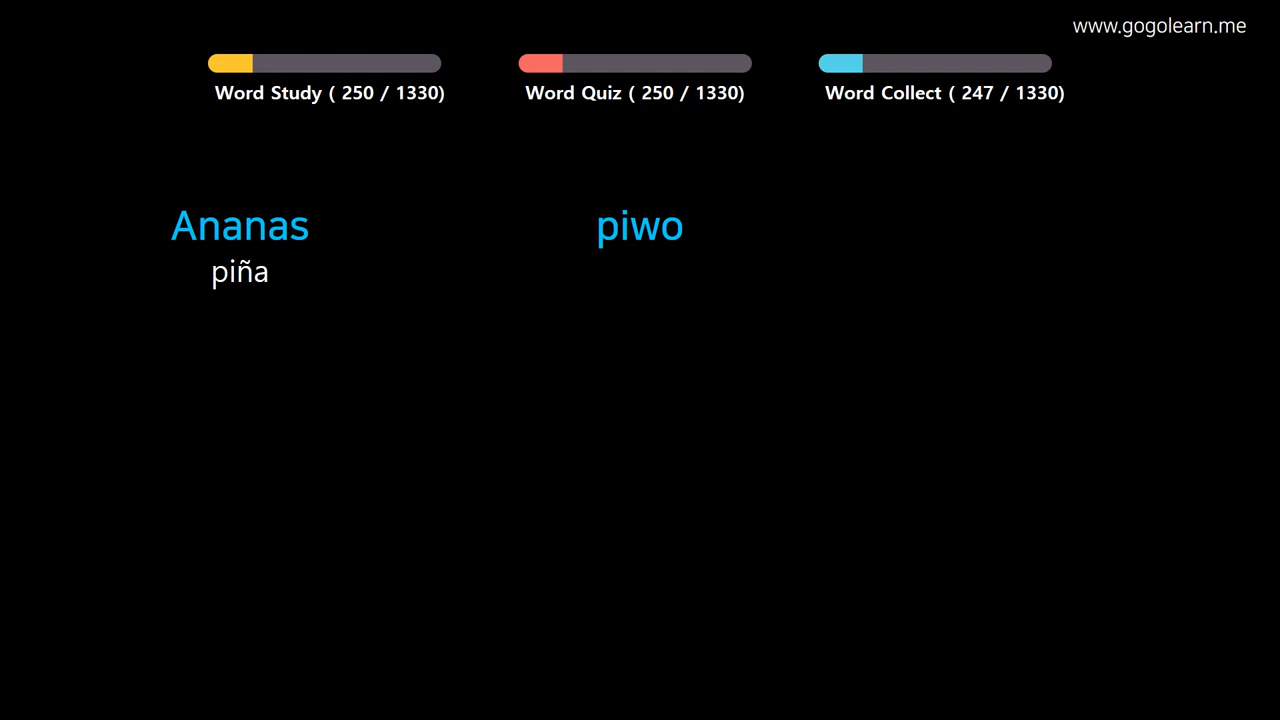 www.gogolearn.me
Word Study ( 250 / 1330)
Word Quiz ( 250 / 1330)
Word Collect ( 247 / 1330)
Ananas
piña
piwo